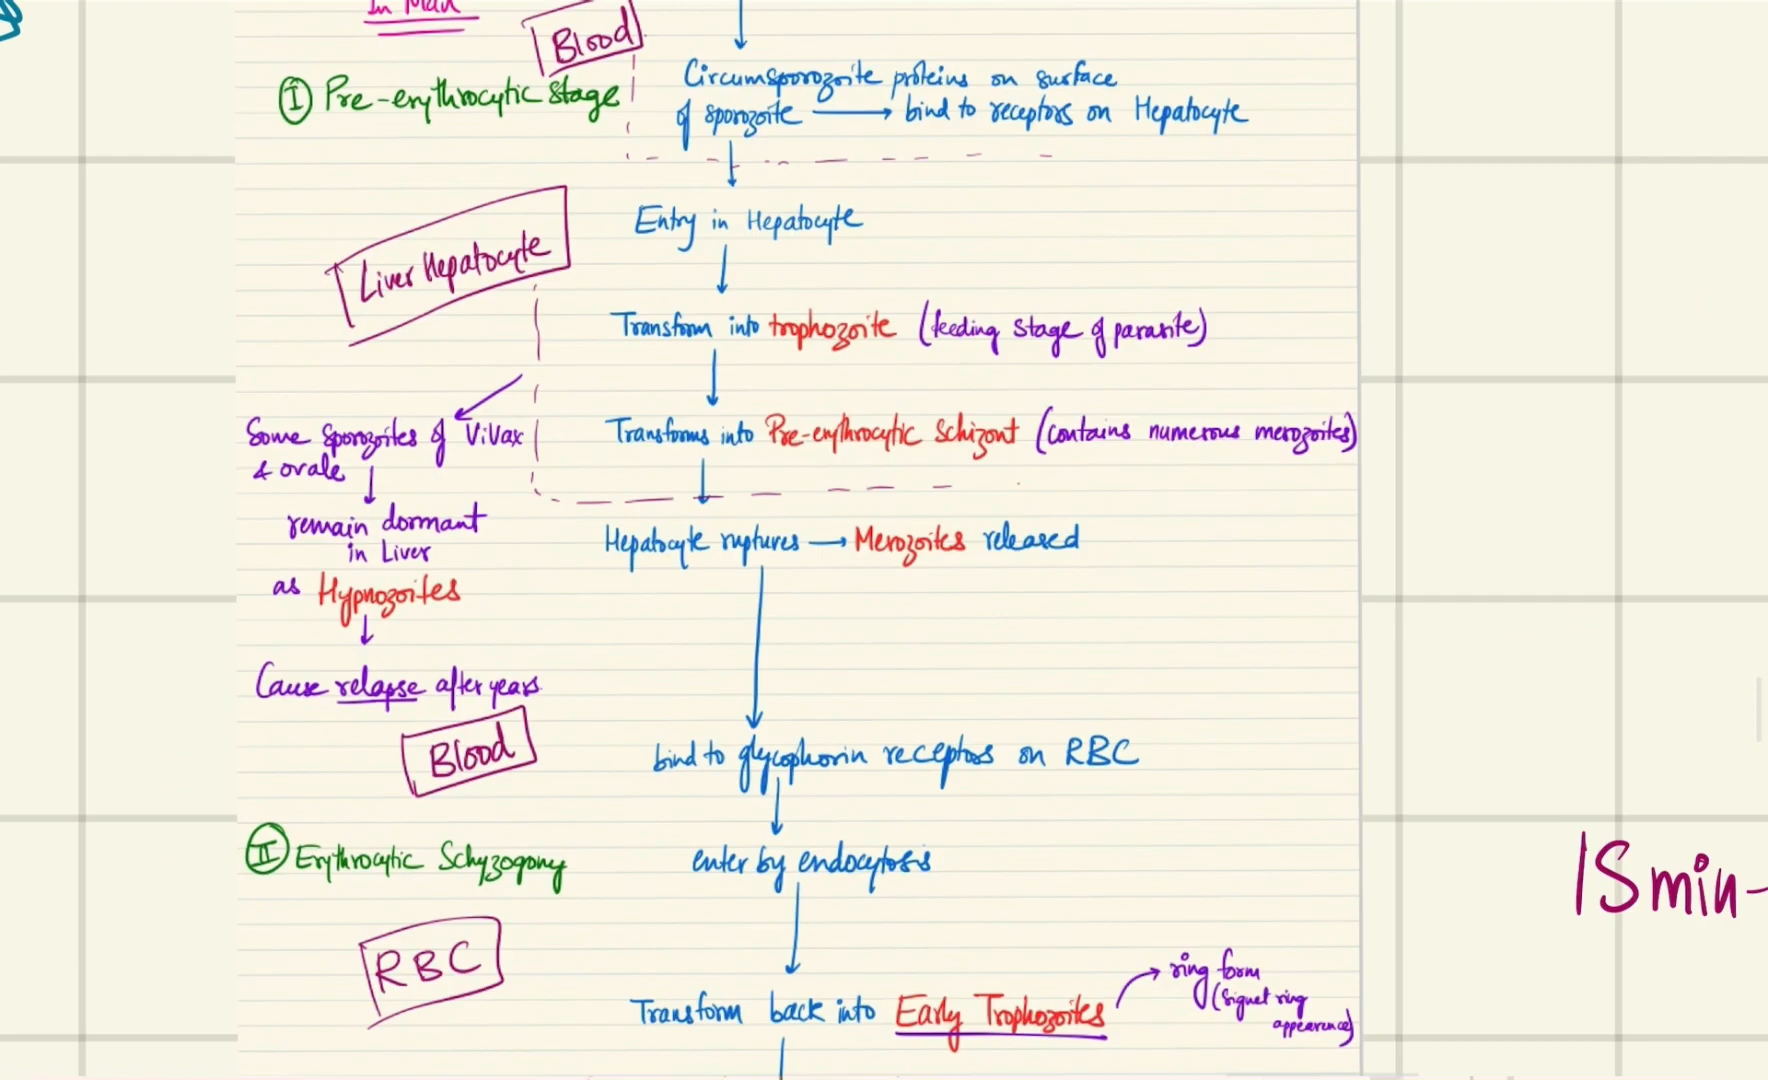 In Man
Blood
I Pre-erythrocytic Stage
Circumsporozoite proteins on surface
of sporozoite → bind to receptors on Hepatocyte
Entry in Hepatocyte
Liver Hepatocyte
Transform into trophozoite (feeding stage of parasite)
Some sporozoites of ViVax
& ovale
Transforms into Pre-erythrocytic Schizont (contains numerous merozoites)
remain dormant
in Liver
as Hypnozoites
Hepatocyte ruptures → Merozoites released
Cause relapse after years
Blood
bind to glycophorin receptors on RBC
II Erythrocytic Schyzogony
enter by endocytosis
RBC
Transform back into Early Trophozoites
ring form
(signet ring
appearence)
15 min-